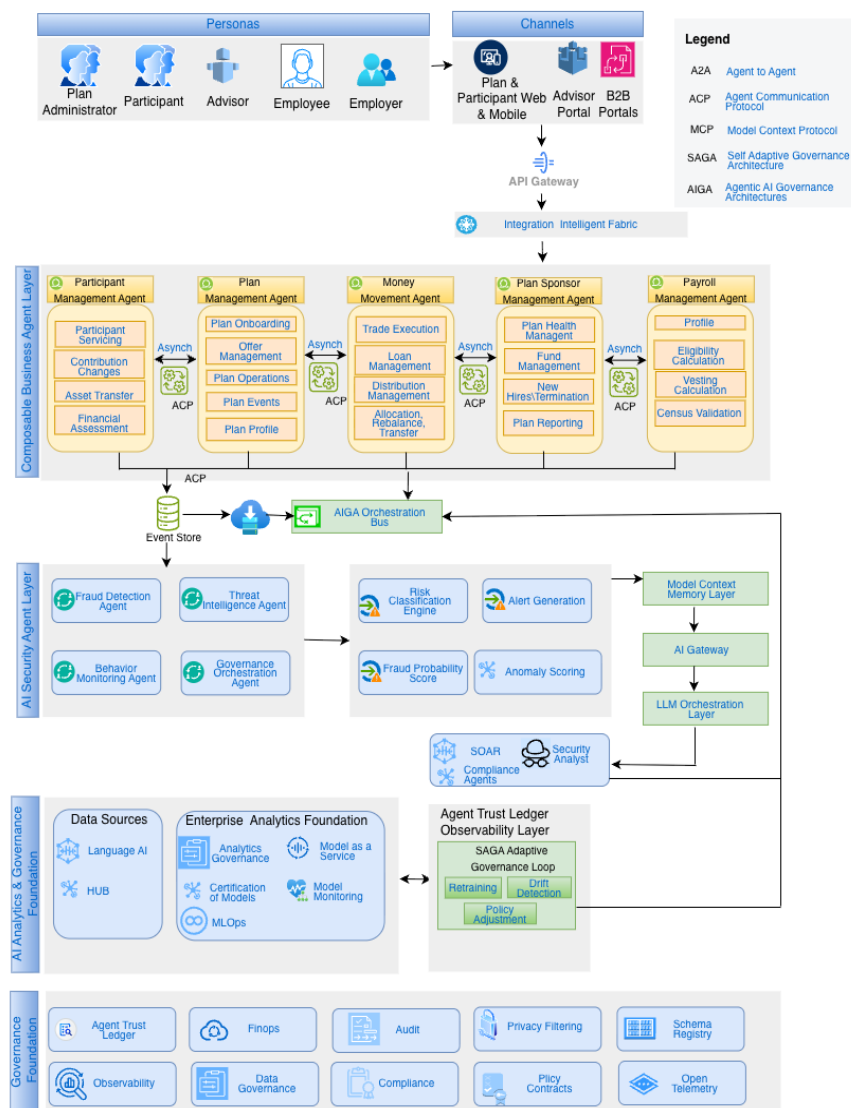 Personas
Channels
Plan
Administrator
Participant
Advisor
Employee
Employer
Plan &
Participant Web
& Mobile
Advisor
Portal
B2B
Portals
Legend
A2A
Agent to Agent
ACP
Agent Communication
Protocol
MCP
Model Context Protocol
SAGA
Self Adaptive Governance
Architecture
AIGA
Agentic AI Governance
Architectures
API Gateway
Integration Intelligent Fabric
Composable Business Agent Layer
Participant
Management Agent
Participant
Servicing
Contribution
Changes
Asset Transfer
Financial
Assessment
Asynch
ACP
Plan
Management Agent
Plan Onboarding
Offer
Management
Plan Operations
Plan Events
Plan Profile
Asynch
ACP
Money
Movement Agent
Trade Execution
Loan
Management
Distribution
Management
Allocation,
Rebalance,
Transfer
Asynch
ACP
Plan Sponsor
Management Agent
Plan Health
Managent
Fund
Management
New
Hires\Termination
Plan Reporting
Asynch
ACP
Payroll
Management Agent
Profile
Eligibility
Calculation
Vesting
Calculation
Census Validation
ACP
Event Store
AIGA Orchestration
Bus
AI Security Agent Layer
Fraud Detection
Agent
Threat
Intelligence Agent
Behavior
Monitoring Agent
Governance
Orchestration
Agent
Risk
Classification
Engine
Alert Generation
Fraud Probability
Score
Anomaly Scoring
Model Context
Memory Layer
AI Gateway
LLM Orchestration
Layer
SOAR
Security
Analyst
Compliance
Agents
AI Analytics & Governance
Foundation
Data Sources
Language AI
HUB
Enterprise Analytics Foundation
Analytics
Governance
Model as a
Service
Certification
of Models
Model
Monitoring
MLOps
Agent Trust Ledger
Observability Layer
SAGA Adaptive
Governance Loop
Retraining
Drift
Detection
Policy
Adjustment
Governance
Foundation
Agent Trust
Ledger
Finops
Audit
Privacy Filtering
Schema
Registry
Observability
Data
Governance
Compliance
Plicy
Contracts
Open
Telemetry